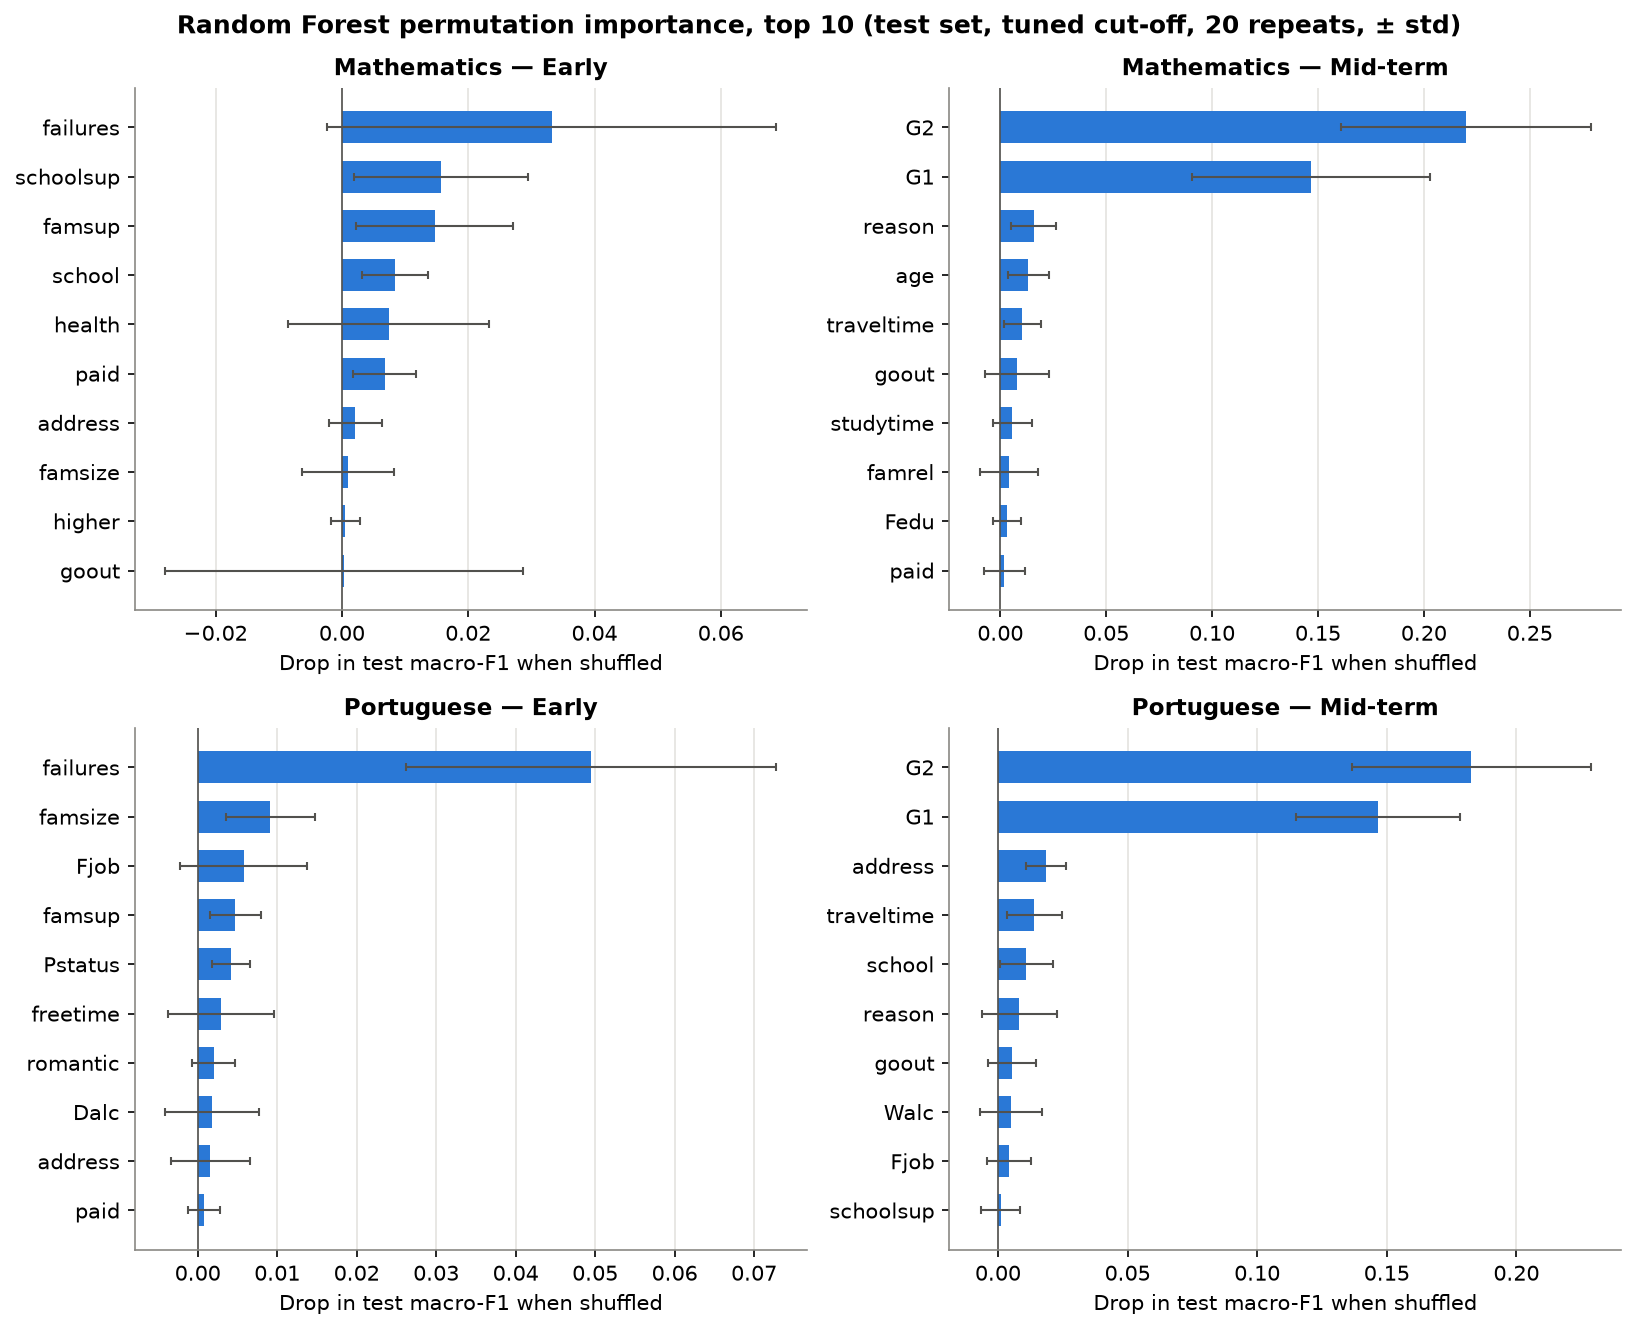 Random Forest permutation importance, top 10 (test set, tuned cut-off, 20 repeats, ± std)
Mathematics — Early
failures
schoolsup
famsup
school
health
paid
address
famsize
higher
goout
−0.02 0.00 0.02 0.04 0.06
Drop in test macro-F1 when shuffled
Mathematics — Mid-term
G2
G1
reason
age
traveltime
goout
studytime
famrel
Fedu
paid
0.00 0.05 0.10 0.15 0.20 0.25
Drop in test macro-F1 when shuffled
Portuguese — Early
failures
famsize
Fjob
famsup
Pstatus
freetime
romantic
Dalc
address
paid
0.00 0.01 0.02 0.03 0.04 0.05 0.06 0.07
Drop in test macro-F1 when shuffled
Portuguese — Mid-term
G2
G1
address
traveltime
school
reason
goout
Walc
Fjob
schoolsup
0.00 0.05 0.10 0.15 0.20
Drop in test macro-F1 when shuffled